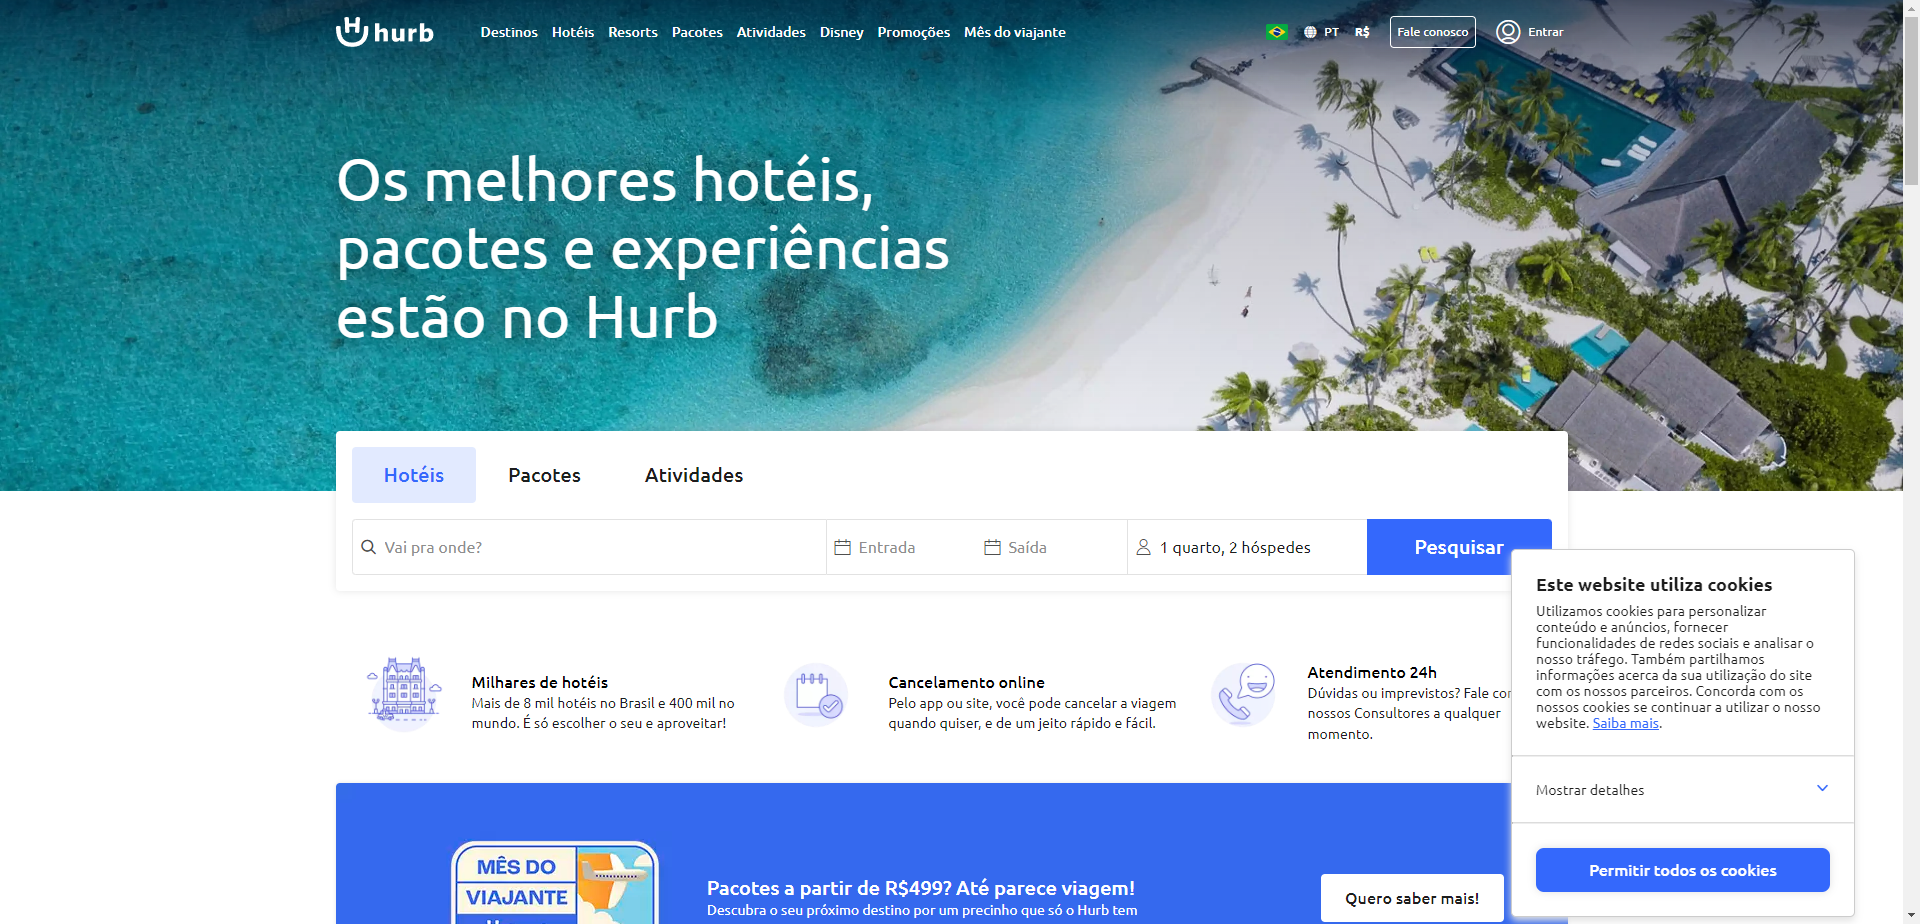 hurb
Destinos Hotéis Resorts Pacotes Atividades Disney Promoções Mês do viajante
PT R$ Fale conosco Entrar
Os melhores hotéis,
pacotes e experiências
estão no Hurb
Hotéis Pacotes Atividades
Vai pra onde? Entrada Saída 1 quarto, 2 hóspedes Pesquisar
Milhares de hotéis
Mais de 8 mil hotéis no Brasil e 400 mil no
mundo. É só escolher o seu e aproveitar!
Cancelamento online
Pelo app ou site, você pode cancelar a viagem
quando quiser, e de um jeito rápido e fácil.
Atendimento 24h
Dúvidas ou imprevistos? Fale
nossos Consultores a qualquer
momento.
MÊS DO
VIAJANTE
Pacotes a partir de R$499? Até parece viagem!
Descubra o seu próximo destino por um precinho que só o Hurb tem
Quero saber mais!
Este website utiliza cookies
Utilizamos cookies para personalizar
conteúdo e anúncios, fornecer
funcionalidades de redes sociais e analisar o
nosso tráfego. Também partilhamos
informações acerca da sua utilização do site
com os nossos parceiros. Concorda com os
nossos cookies se continuar a utilizar o nosso
website. Saiba mais.
Mostrar detalhes
Permitir todos os cookies